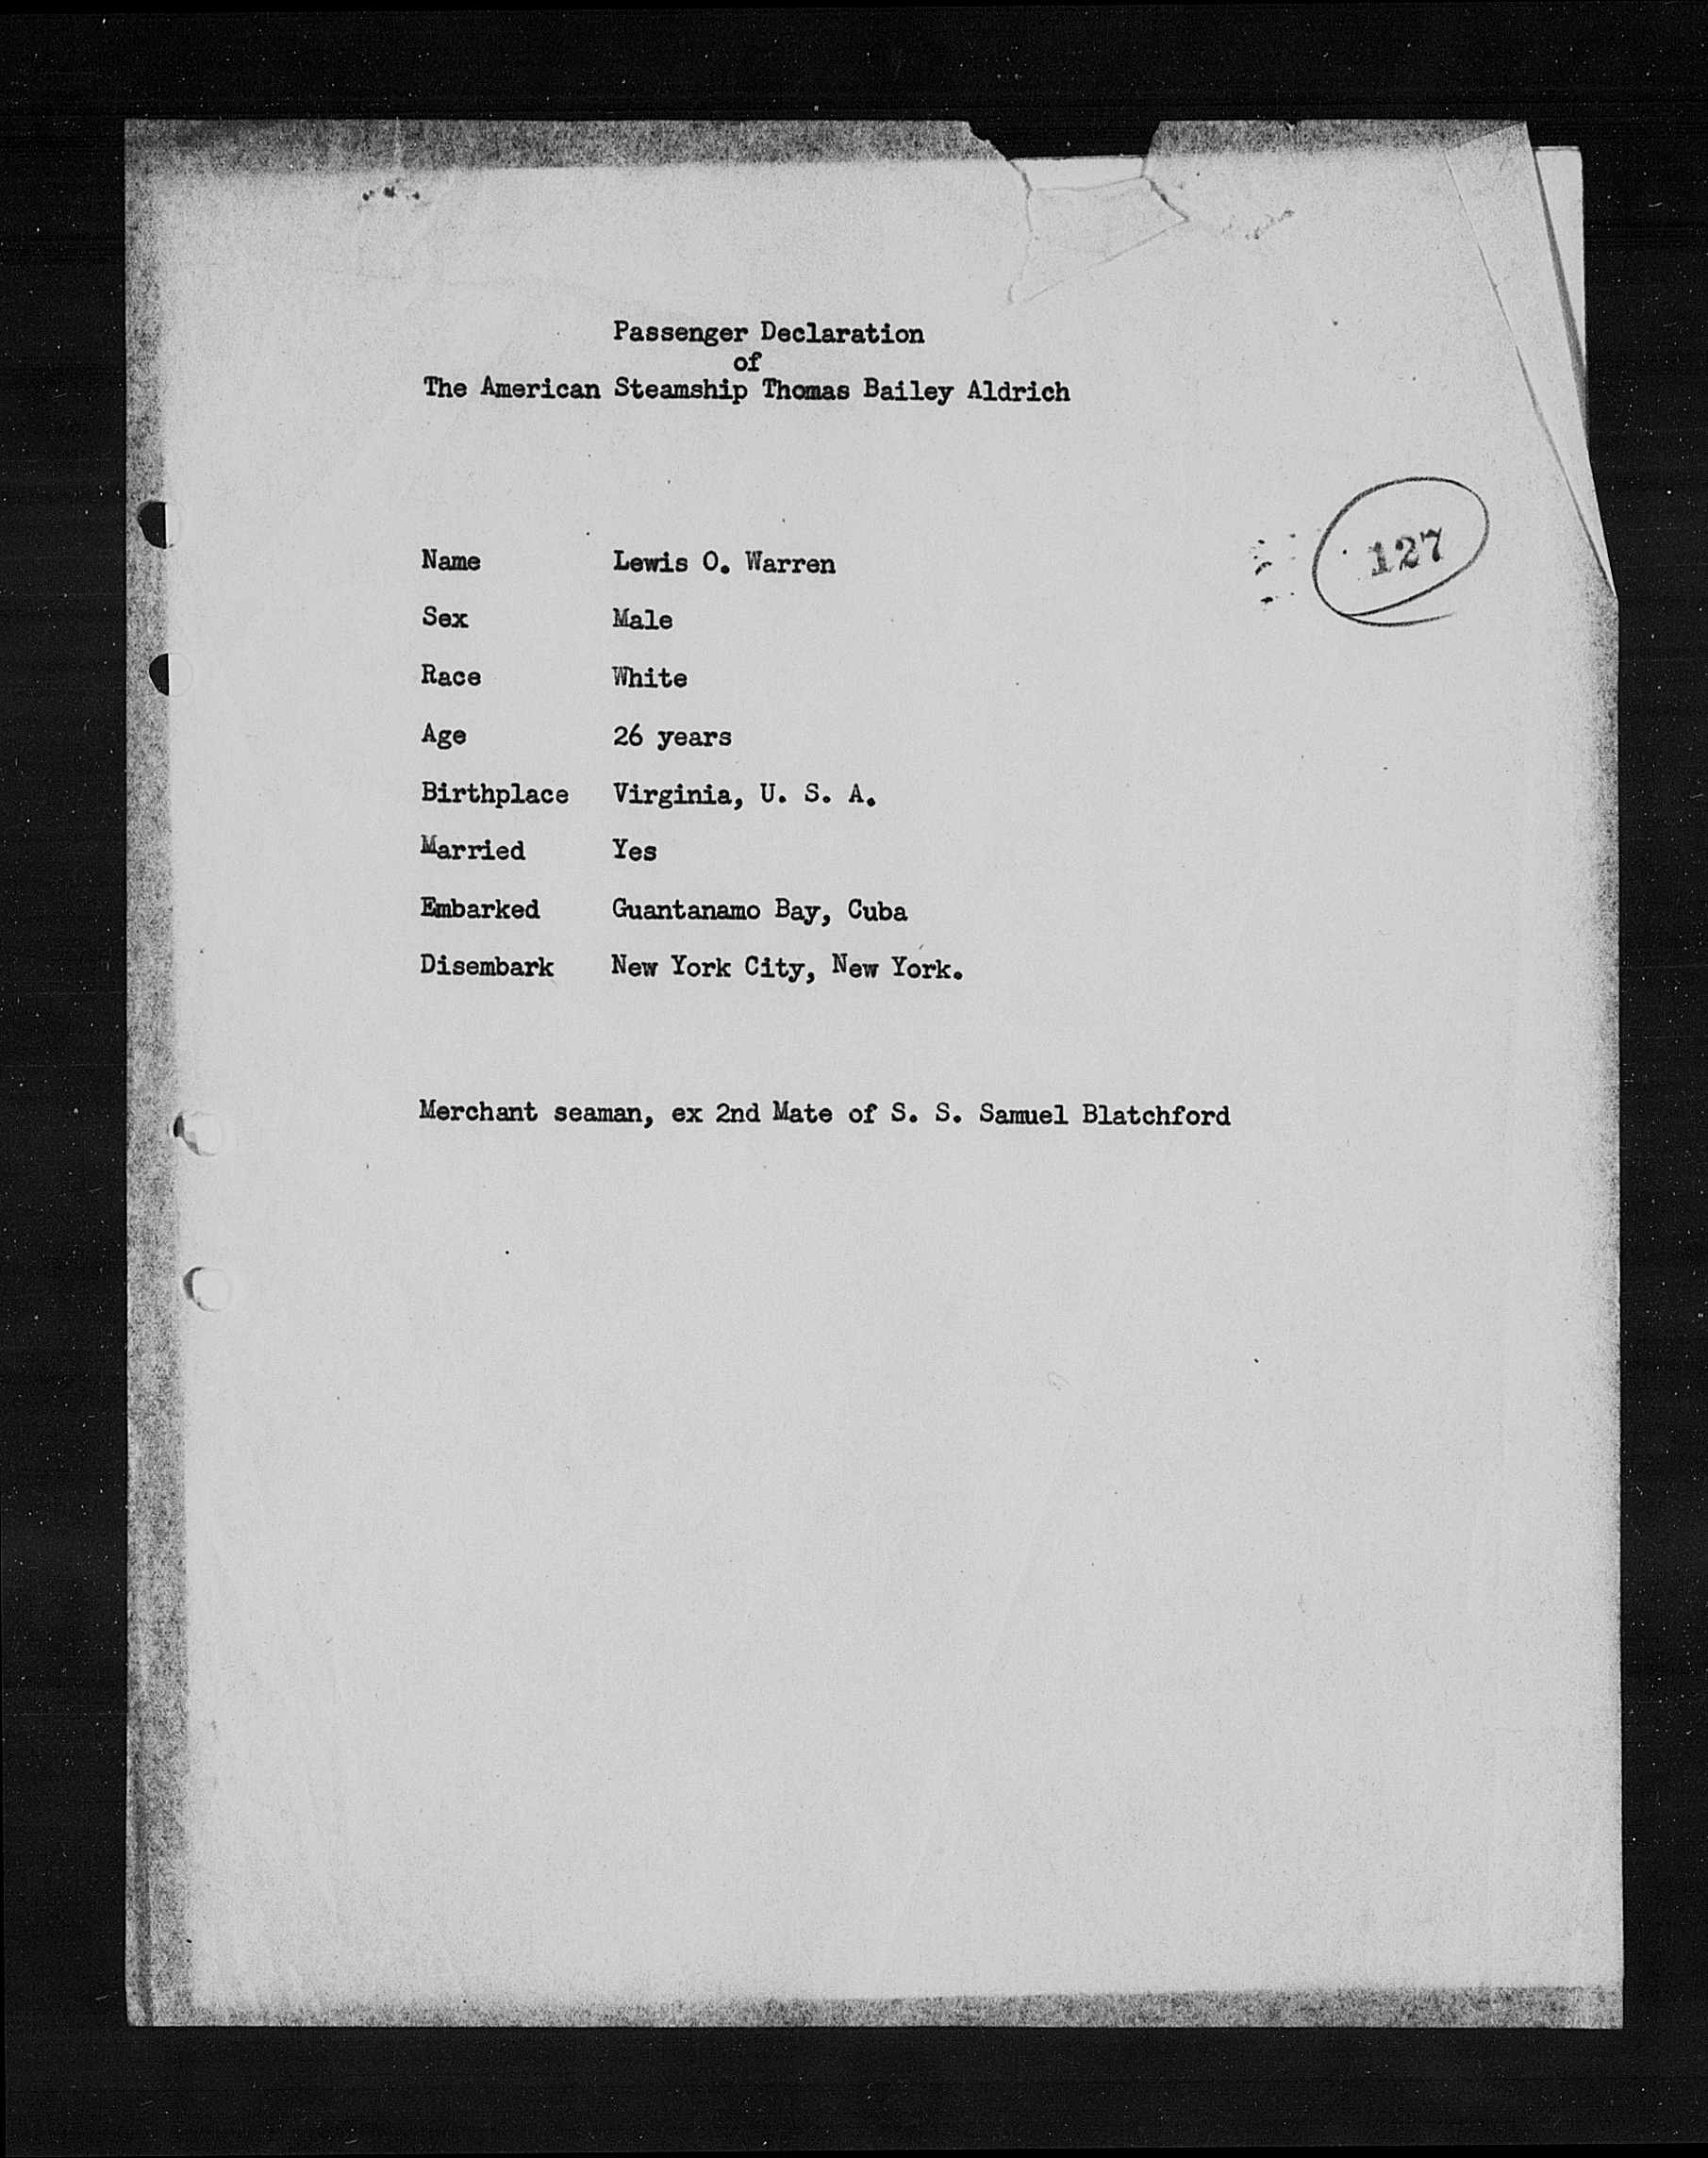 Passenger Declaration
of
The American Steamship Thomas Bailey Aldrich
127
Name Lewis O. Warren
Sex Male
Race White
Age 26 years
Birthplace Virginia, U. S. A.
Married Yes
Embarked Guantanamo Bay, Cuba
Disembark New York City, New York.
Merchant seaman, ex 2nd Mate of S. S. Samuel Blatchford